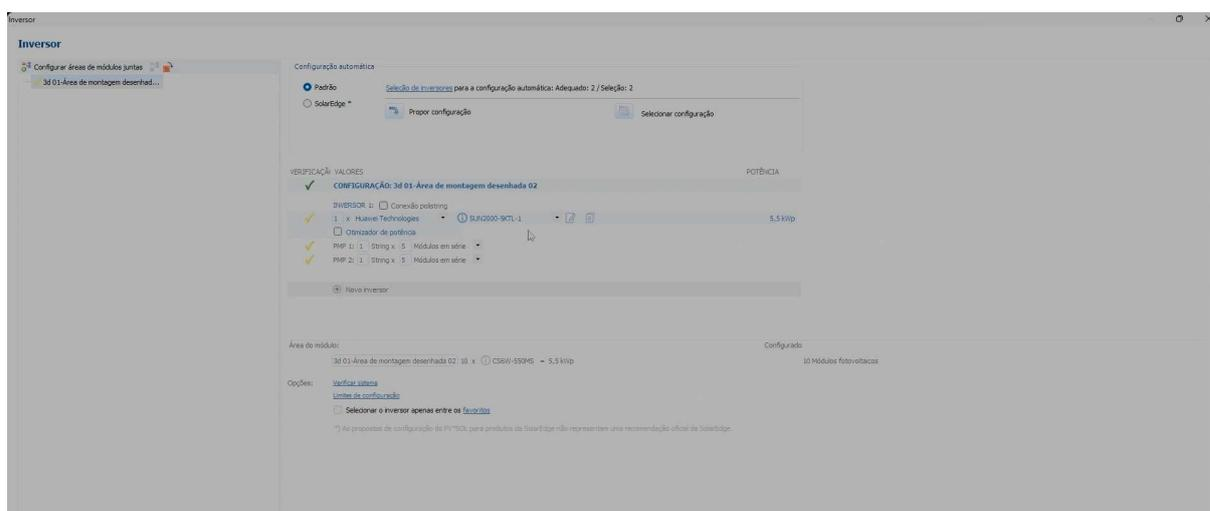 Inversor
Inversor
Configurar áreas de módulos juntas
3d 01-Área de montagem desenhad...
Configuração automática
Padrão
Seleção de inversores para a configuração automática: Adequado: 2 / Seleção: 2
SolarEdge *
Propor configuração
Selecionar configuração
VERIFICAÇÃ VALORES POTÊNCIA
CONFIGURAÇÃO: 3d 01-Área de montagem desenhada 02
INVERSOR 1: Conexão polistring
1 x Huawei Technologies SUN2000-5KTL-1 5,5 kWp
Otimizador de potência
PMP 1: 1 String x 5 Módulos em série
PMP 2: 1 String x 5 Módulos em série
Novo inversor
Área do módulo: Configurado
3d 01-Área de montagem desenhada 02 10 x CS6W-550MS = 5,5 kWp 10 Módulos fotovoltaicos
Opções: Verificar sistema
Limites de configuração
Selecionar o inversor apenas entre os favoritos
*) As propostas de configuração do PV*SOL para produtos da SolarEdge não representam uma recomendação oficial da SolarEdge.